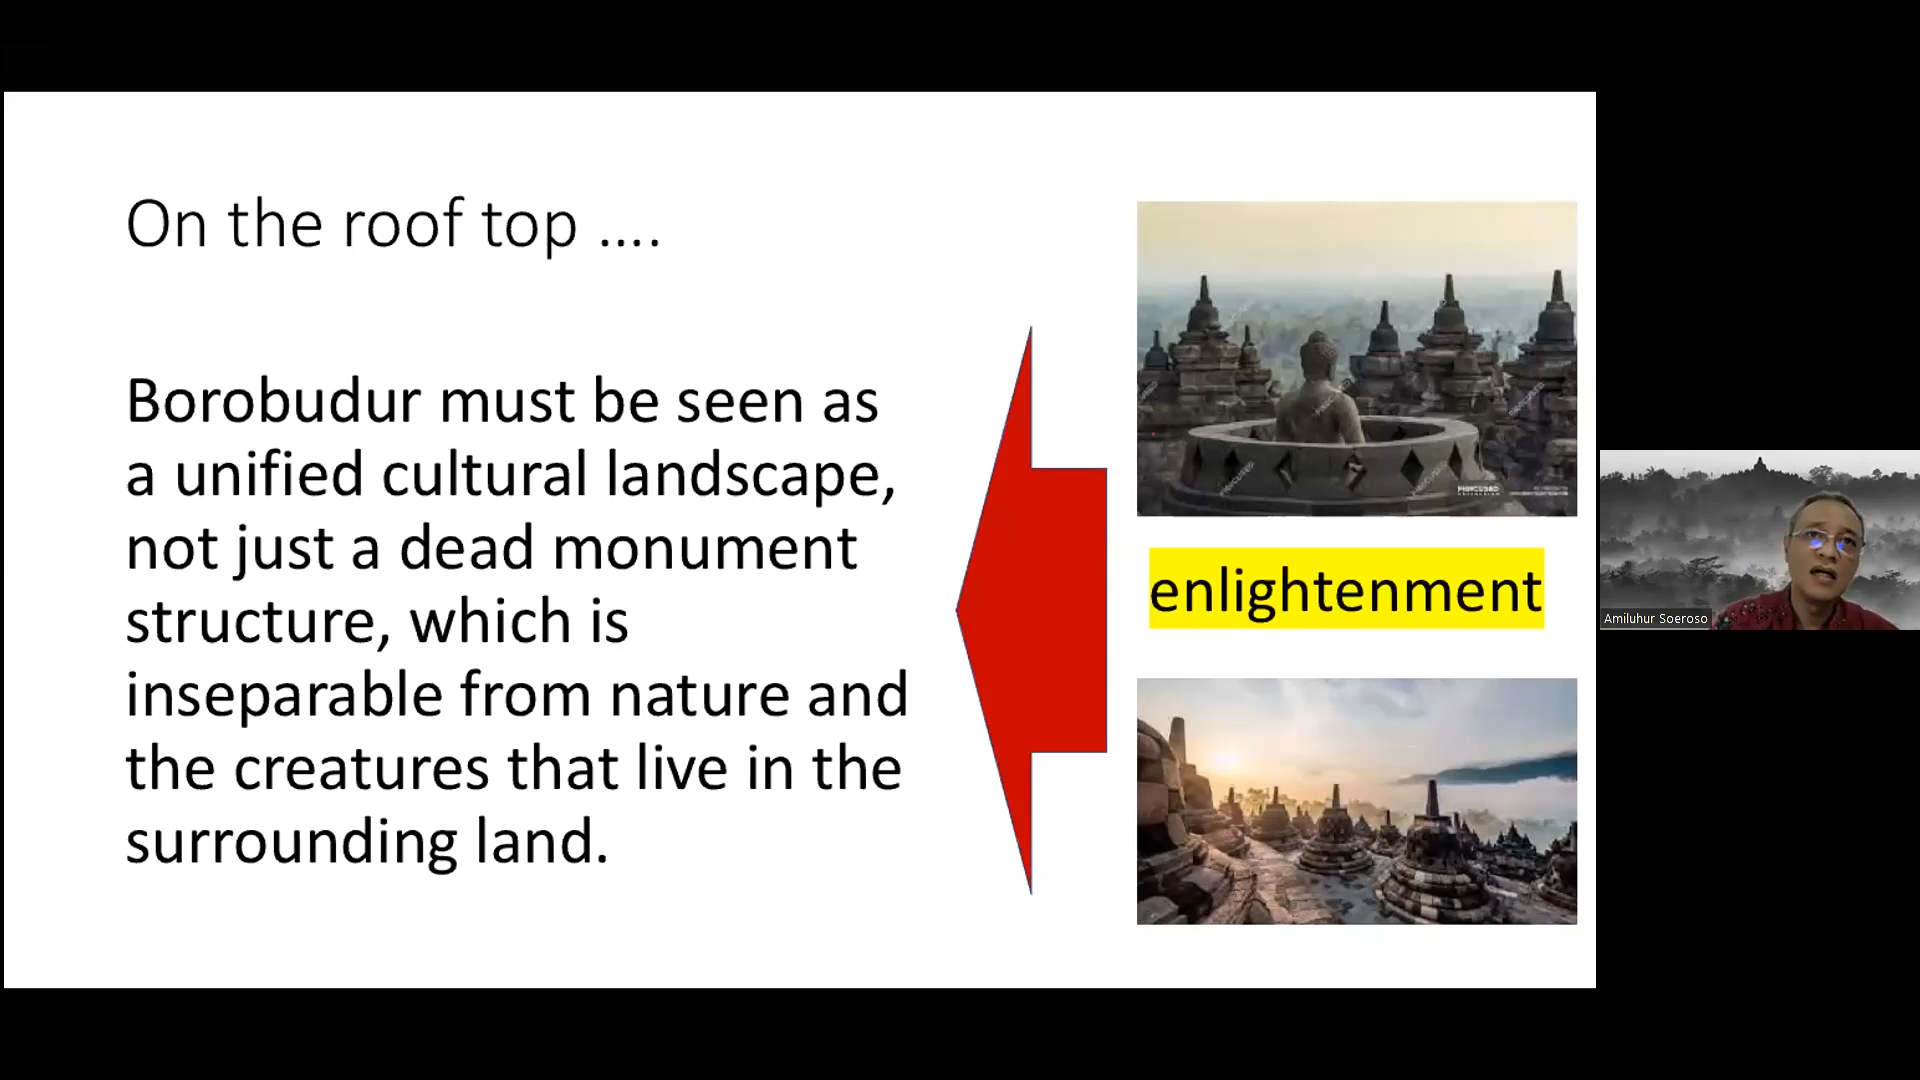 On the roof top ....
Borobudur must be seen as
a unified cultural landscape,
not just a dead monument
structure, which is
inseparable from nature and
the creatures that live in the
surrounding land.
enlightenment
Amiluhur Soeroso